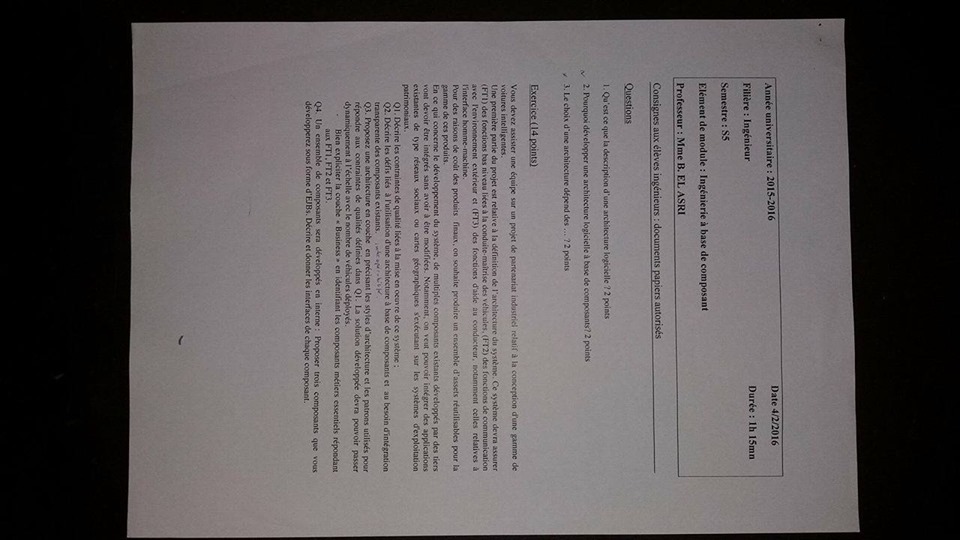 Année universitaire : 2015-2016
Date 4/2/2016
Filière : Ingénieur
Durée : 1h 15mn
Semestre : S5
Elément de module : Ingénierie à base de composant
Professeur : Mme B. EL ASRI
Consignes aux élèves ingénieurs : documents papiers autorisés
Questions
1. Qu'est ce que la description d'une architecture logicielle ? 2 points
2. Pourquoi développer une architecture logicielle à base de composants? 2 points
3. Le choix d'une architecture dépend des ... ? 2 points
Exercice (14 points)
Vous devez assister une équipe sur un projet de partenariat industriel relatif à la conception d'une gamme de
voitures intelligentes
Une première partie du projet est relative à la définition de l'architecture du système. Ce système devra assurer
(FT1) des fonctions bas niveau liées à la conduite-maîtrise des véhicules, (FT2) des fonctions de communication
avec l'environnement extérieur et (FT3) des fonctions d'aide au conducteur, notamment celles relatives à
l'interface homme-machine.
Pour des raisons de coût des produits finaux, on souhaite produire un ensemble d'assets réutilisables pour la
gamme de ces produits.
En ce qui concerne le développement du système, de multiples composants existants développés par des tiers
vont devoir être intégrés sans avoir à être modifiées. Notamment, on veut pouvoir intégrer des applications
existantes de type réseaux sociaux ou cartes géographiques s'exécutant sur les systèmes d'exploitation
patrimoniaux.
Q1. Décrire les contraintes de qualité liées à la mise en oeuvre de ce système ;
Q2. Décrire les défis liés à l'utilisation d'une architecture à base de composants et au besoin d'intégration
transparente des composants existants.
Q3. Proposez une architecture en couche en précisant les styles d'architecture et les patrons utilisés pour
répondre aux contraintes de qualités définies dans Q1. La solution développée devra pouvoir passer
dynamiquement à l'échelle avec le nombre de véhicules déployés.
Bien expliciter la couche « Business » en identifiant les composants métiers essentiels répondant
aux FT1, FT2 et FT3.
Q4. Un ensemble de composants sera développés en interne : Proposer trois composants que vous
développerez sous forme d'EJBs. Décrire et donner les interfaces de chaque composant.